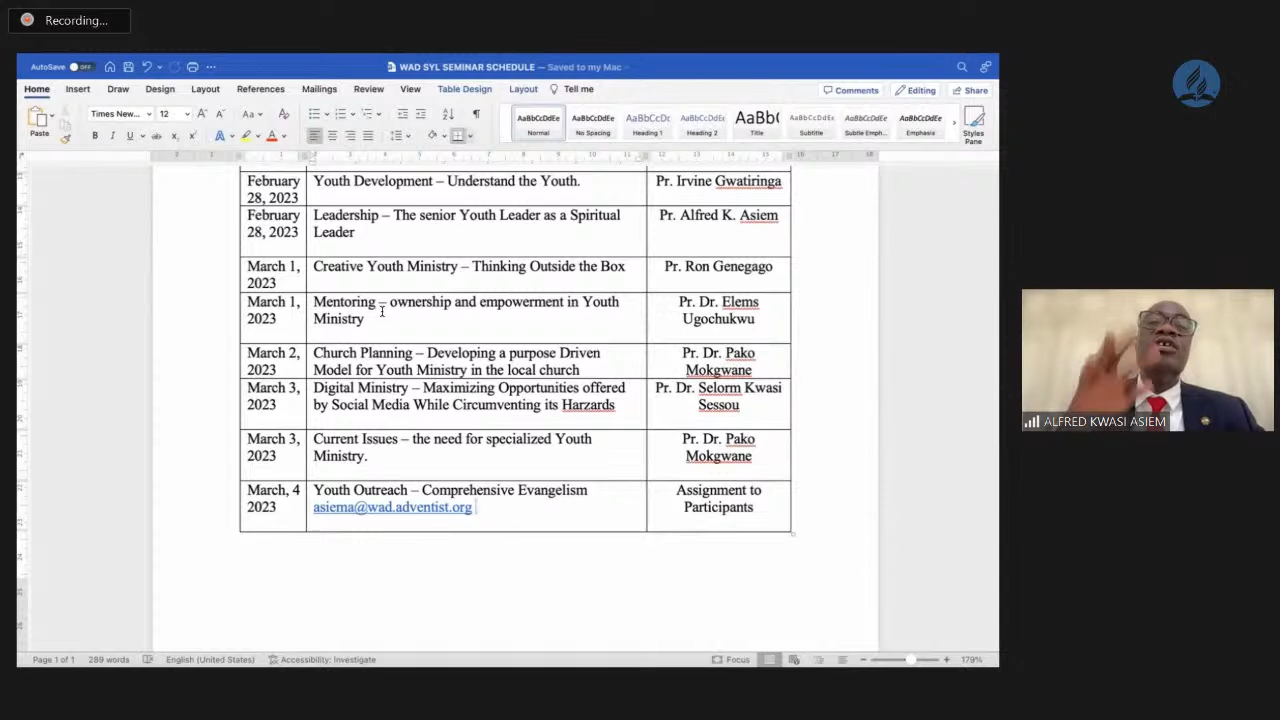 Recording...
AutoSave OFF
WAD SYL SEMINAR SCHEDULE — Saved to my Mac
Home Insert Draw Design Layout References Mailings Review View Table Design Layout Tell me
Comments Editing Share
Paste
Times New... 12
AaBbCcDdEe AaBbCcDdEe AaBbCcDc AaBbCcDdEe AaBb( AaBbCcDdEe AaBbCcDdEe AaBbCcDdEe
Normal No Spacing Heading 1 Heading 2 Title Subtitle Subtle Emph... Emphasis
Styles
Pane
February
28, 2023
Youth Development – Understand the Youth.
Pr. Irvine Gwatiringa
February
28, 2023
Leadership – The senior Youth Leader as a Spiritual
Leader
Pr. Alfred K. Asiem
March 1,
2023
Creative Youth Ministry – Thinking Outside the Box
Pr. Ron Genegago
March 1,
2023
Mentoring – ownership and empowerment in Youth
Ministry
Pr. Dr. Elems
Ugochukwu
March 2,
2023
Church Planning – Developing a purpose Driven
Model for Youth Ministry in the local church
Pr. Dr. Pako
Mokgwane
March 3,
2023
Digital Ministry – Maximizing Opportunities offered
by Social Media While Circumventing its Harzards
Pr. Dr. Selorm Kwasi
Sessou
March 3,
2023
Current Issues – the need for specialized Youth
Ministry.
Pr. Dr. Pako
Mokgwane
March, 4
2023
Youth Outreach – Comprehensive Evangelism
asiema@wad.adventist.org
Assignment to
Participants
ALFRED KWASI ASIEM
Page 1 of 1 289 words English (United States) Accessibility: Investigate Focus 179%